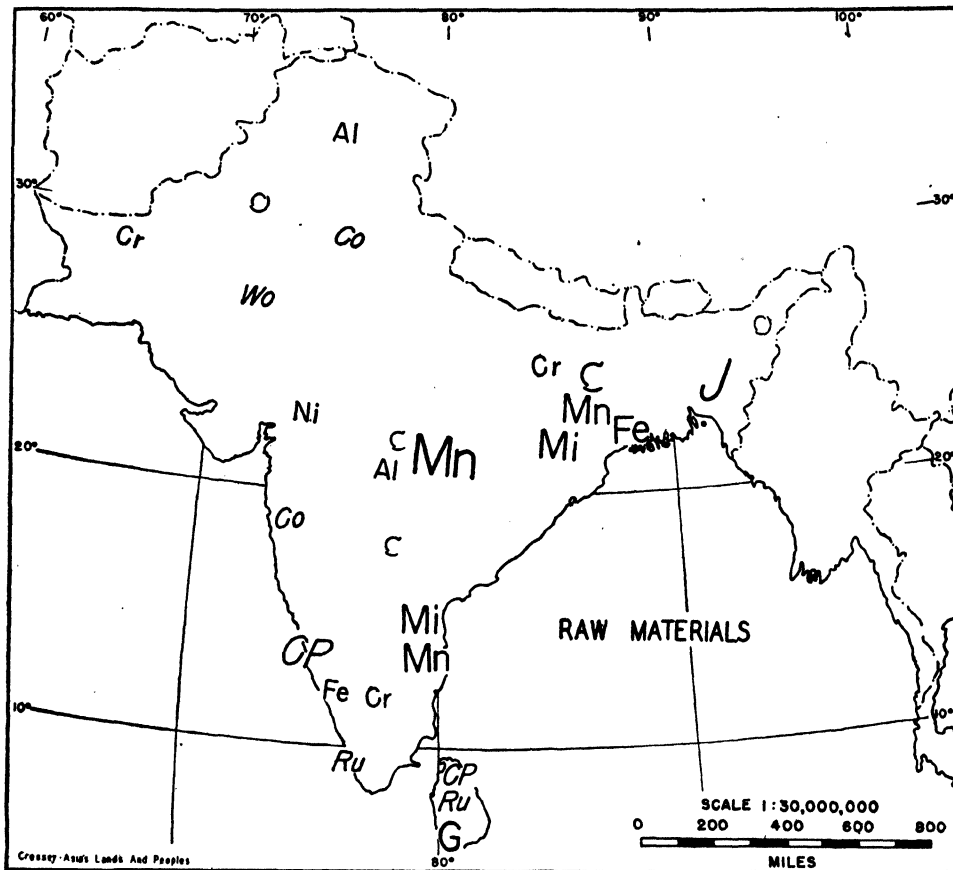 60° 70° 80° 90° 100°
Al
30° O 30°
Cr Co
Wo
O
Cr C J
Ni Mn Fe
C Mn Mi
20° Al 20°
Co
C
Mi RAW MATERIALS
Mn
CP
Fe Cr
10° 10°
Ru CP
Ru
G
SCALE 1:30,000,000
0 200 400 600 800
MILES
Cressey-Asia's Lands And Peoples
80°